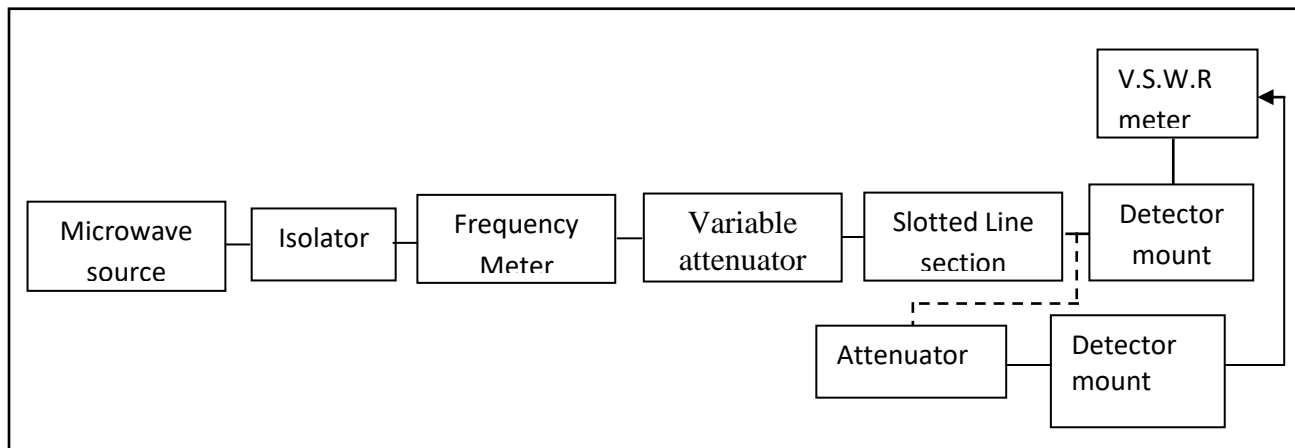 V.S.W.R
meter
Microwave
source
Isolator
Frequency
Meter
Variable
attenuator
Slotted Line
section
Detector
mount
Attenuator
Detector
mount